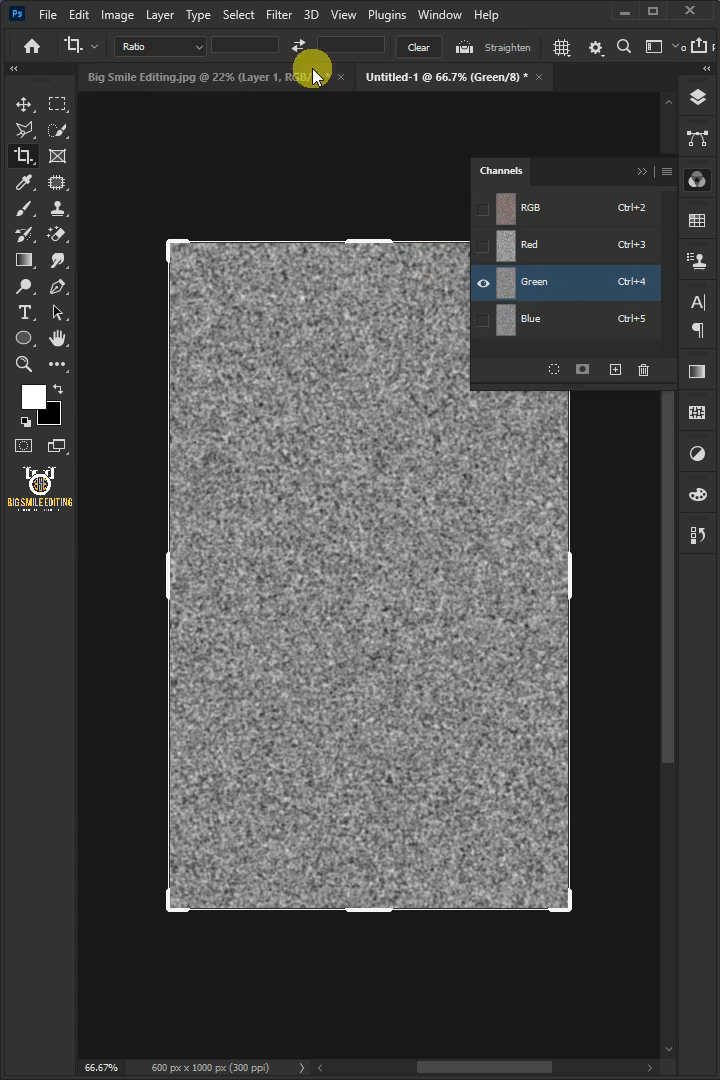 Ps File Edit Image Layer Type Select Filter 3D View Plugins Window Help
Ratio Clear Straighten
Big Smile Editing.jpg @ 22% (Layer 1, RGB/ * × Untitled-1 @ 66.7% (Green/8) * ×
Channels
RGB Ctrl+2
Red Ctrl+3
Green Ctrl+4
Blue Ctrl+5
BIG SMILE EDITING
66.67% 600 px x 1000 px (300 ppi)